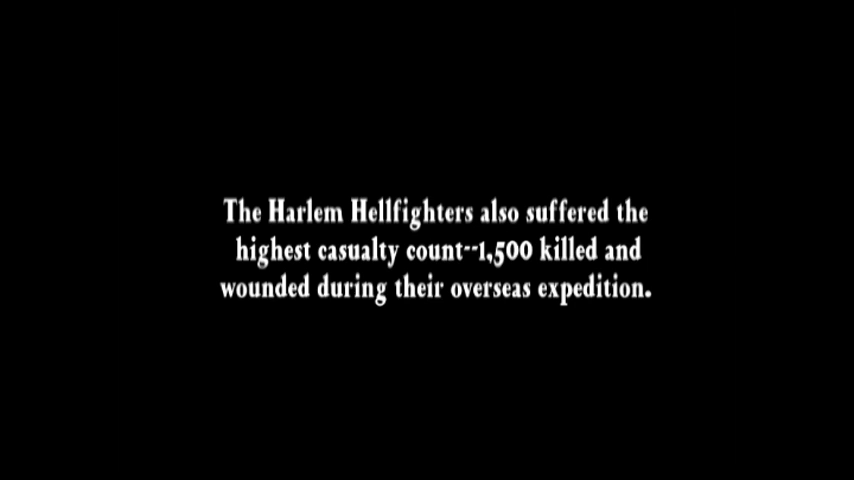 The Harlem Hellfighters also suffered the
highest casualty count--1,500 killed and
wounded during their overseas expedition.